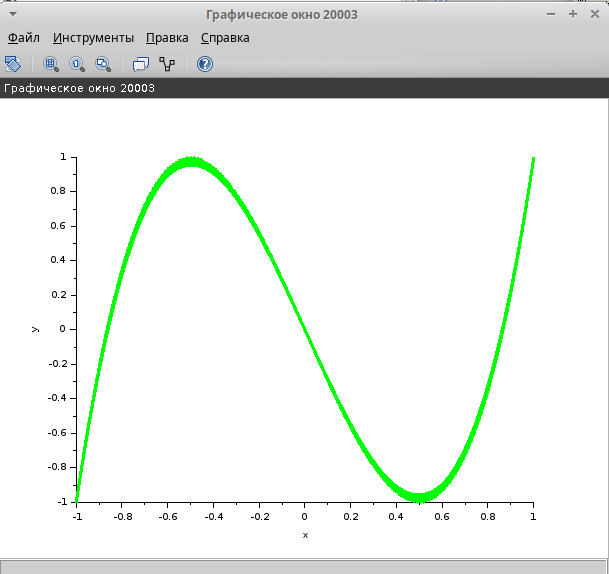 Графическое окно 20003
Файл Инструменты Правка Справка
Графическое окно 20003
1
0.8
0.6
0.4
0.2
0
-0.2
-0.4
-0.6
-0.8
-1
y
-1 -0.8 -0.6 -0.4 -0.2 0 0.2 0.4 0.6 0.8 1
x